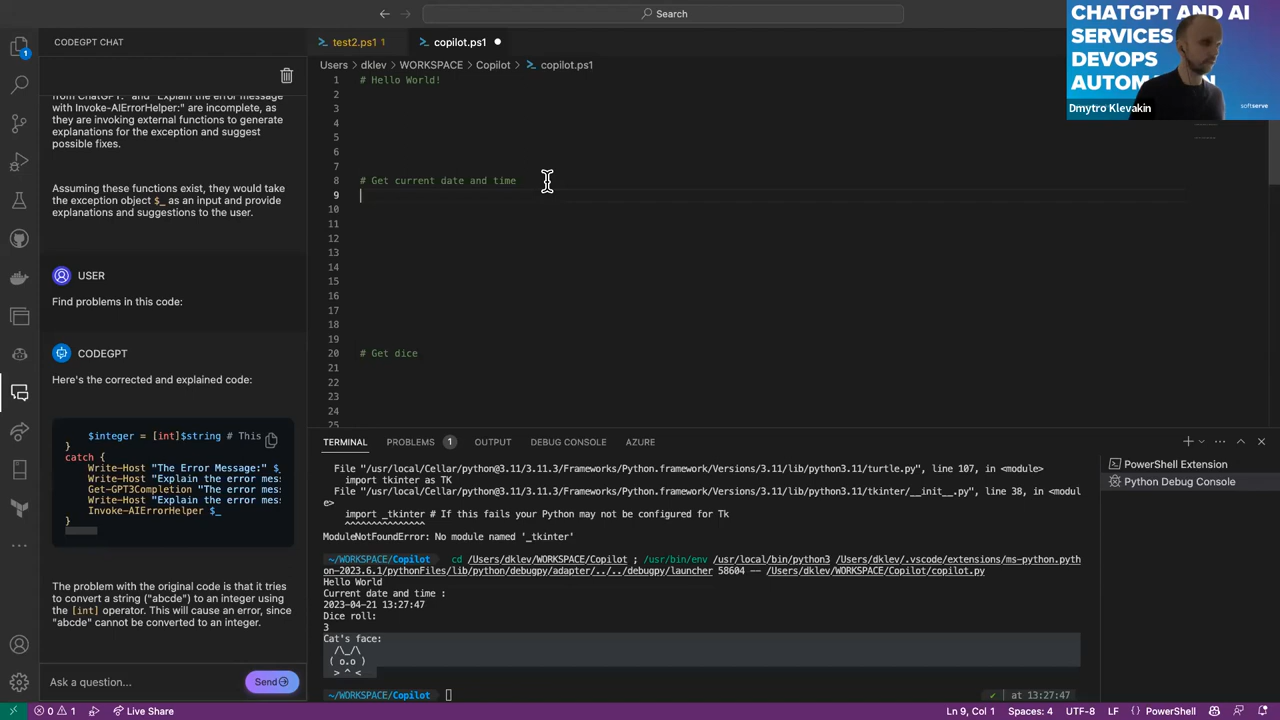 Search
CHATGPT AND AI
SERVICES
DEVOPS
AUTOM
Dmytro Klevakin
softserve
CODEGPT CHAT
test2.ps1 1
copilot.ps1
Users > dklev > WORKSPACE > Copilot > copilot.ps1
from ChatGPT:" and "Explain the error message
with Invoke-AIErrorHelper:" are incomplete, as
they are invoking external functions to generate
explanations for the exception and suggest
possible fixes.
Assuming these functions exist, they would take
the exception object $_ as an input and provide
explanations and suggestions to the user.
USER
Find problems in this code:
CODEGPT
Here's the corrected and explained code:
$integer = [int]$string # This
}
catch {
Write-Host "The Error Message:" $_
Write-Host "Explain the error mes
Get-GPT3Completion "The error mes
Write-Host "Explain the error mes
Invoke-AIErrorHelper $_
}
The problem with the original code is that it tries
to convert a string ("abcde") to an integer using
the [int] operator. This will cause an error, since
"abcde" cannot be converted to an integer.
Ask a question...
Send
1 # Hello World!
2
3
4
5
6
7
8 # Get current date and time
9
10
11
12
13
14
15
16
17
18
19
20 # Get dice
21
22
23
24
25
TERMINAL PROBLEMS 1 OUTPUT DEBUG CONSOLE AZURE
File "/usr/local/Cellar/python@3.11/3.11.3/Frameworks/Python.framework/Versions/3.11/lib/python3.11/turtle.py", line 107, in <module>
import tkinter as TK
File "/usr/local/Cellar/python@3.11/3.11.3/Frameworks/Python.framework/Versions/3.11/lib/python3.11/tkinter/__init__.py", line 38, in <modul
e>
import _tkinter # If this fails your Python may not be configured for Tk
^^^^^^^^^^^^^^^
ModuleNotFoundError: No module named '_tkinter'
~/WORKSPACE/Copilot cd /Users/dklev/WORKSPACE/Copilot ; /usr/bin/env /usr/local/bin/python3 /Users/dklev/.vscode/extensions/ms-python.pyth
on-2023.6.1/pythonFiles/lib/python/debugpy/adapter/../../debugpy/launcher 58604 -- /Users/dklev/WORKSPACE/Copilot/copilot.py
Hello World
Current date and time :
2023-04-21 13:27:47
Dice roll:
3
Cat's face:
/\_/\
( o.o )
> ^ <
~/WORKSPACE/Copilot
✓ at 13:27:47
PowerShell Extension
Python Debug Console
0 1
Live Share
Ln 9, Col 1 Spaces: 4 UTF-8 LF { } PowerShell